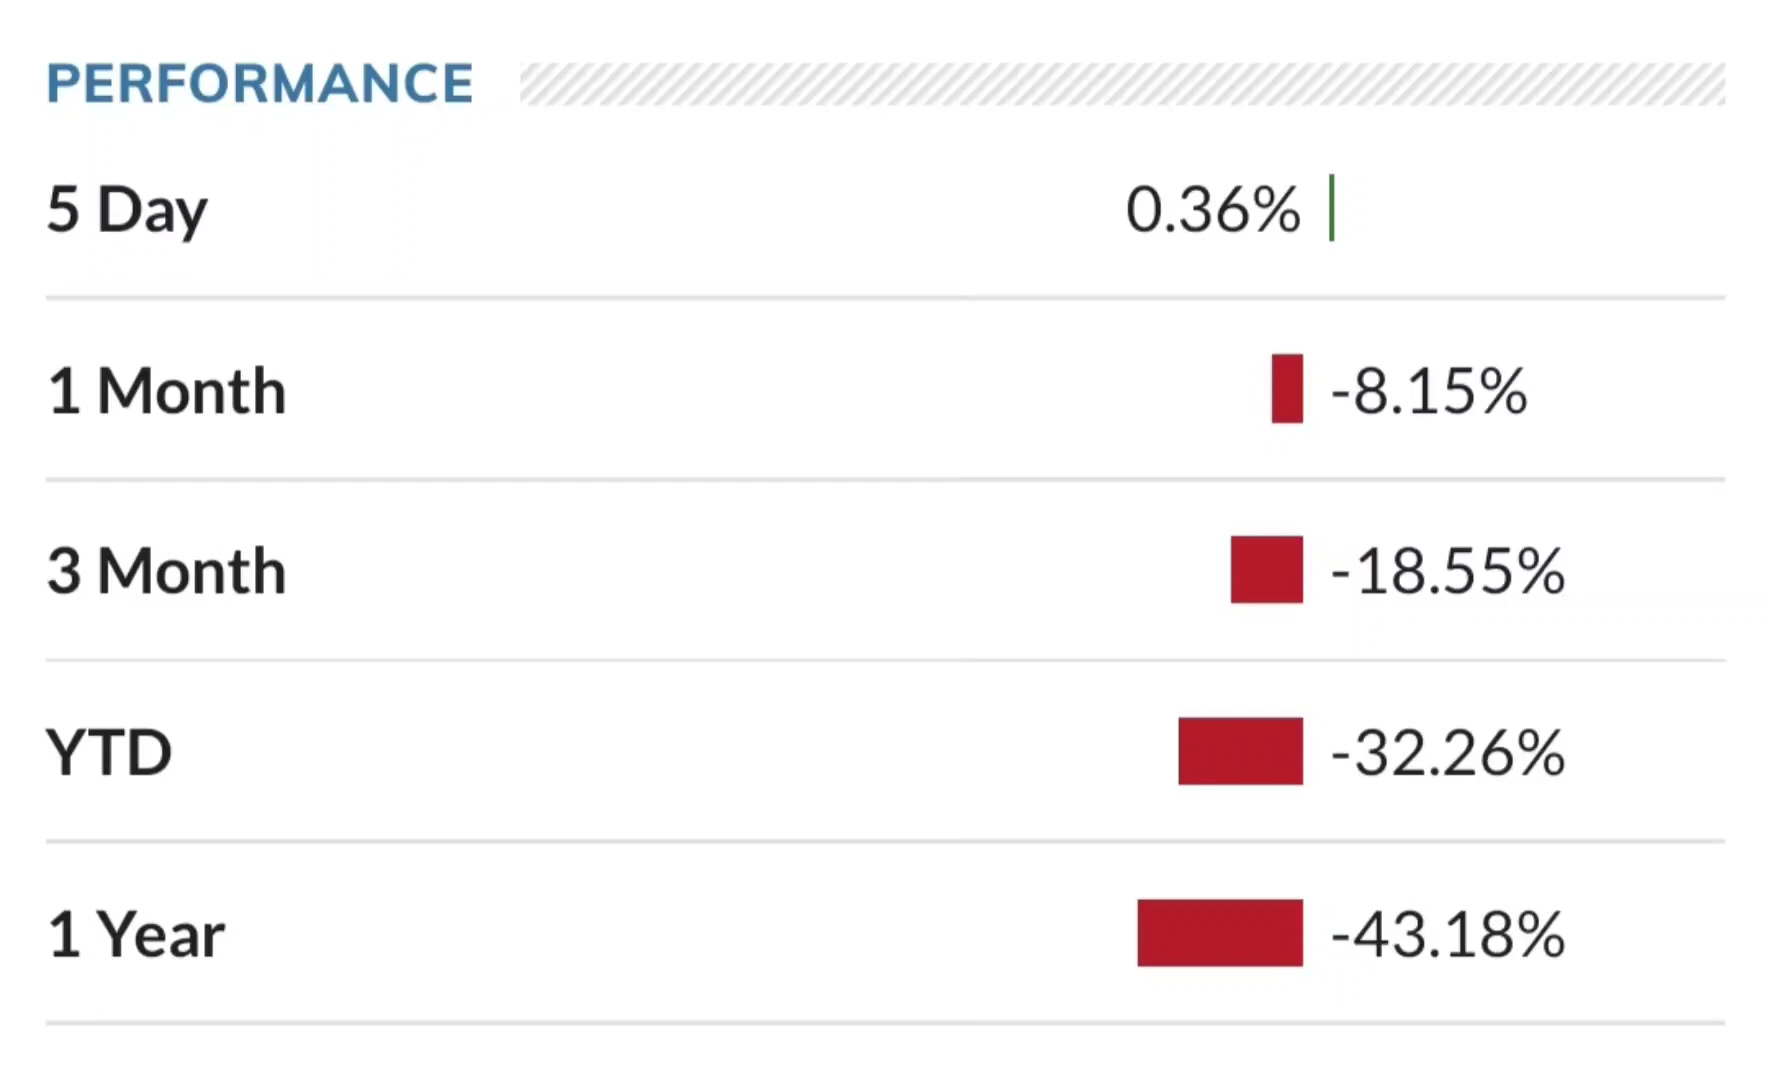 PERFORMANCE
5 Day 0.36%
1 Month -8.15%
3 Month -18.55%
YTD -32.26%
1 Year -43.18%